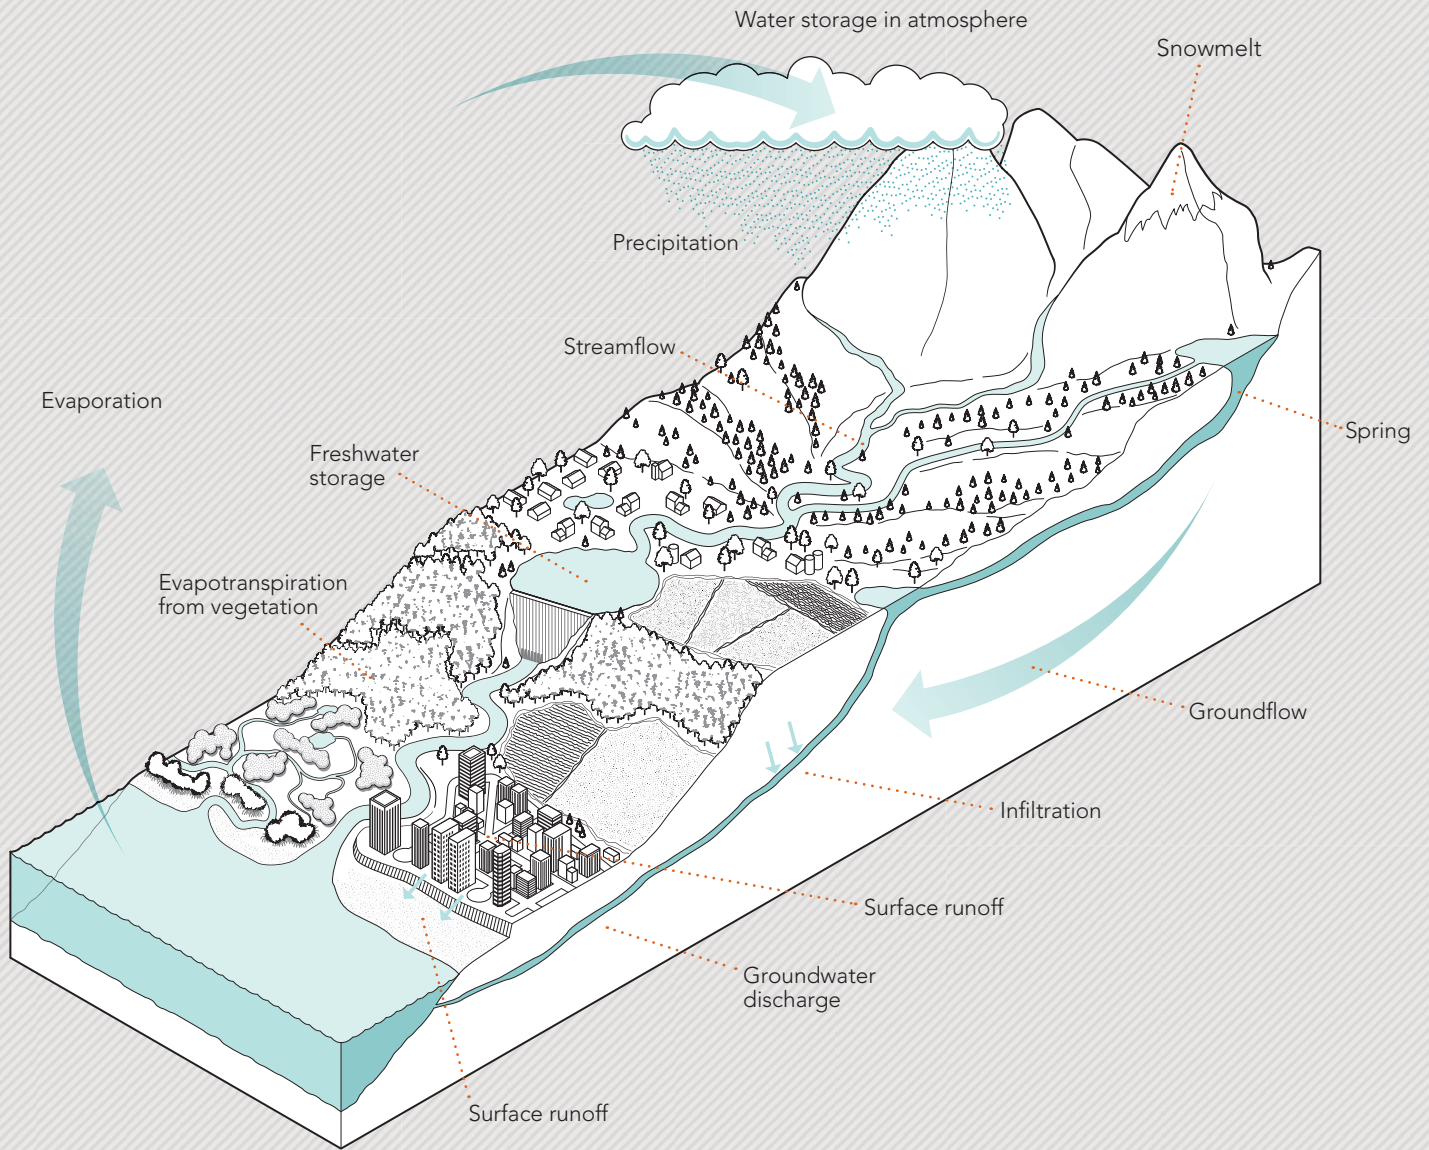 Water storage in atmosphere
Snowmelt
Precipitation
Streamflow
Evaporation
Spring
Freshwater
storage
Evapotranspiration
from vegetation
Groundflow
Infiltration
Surface runoff
Groundwater
discharge
Surface runoff